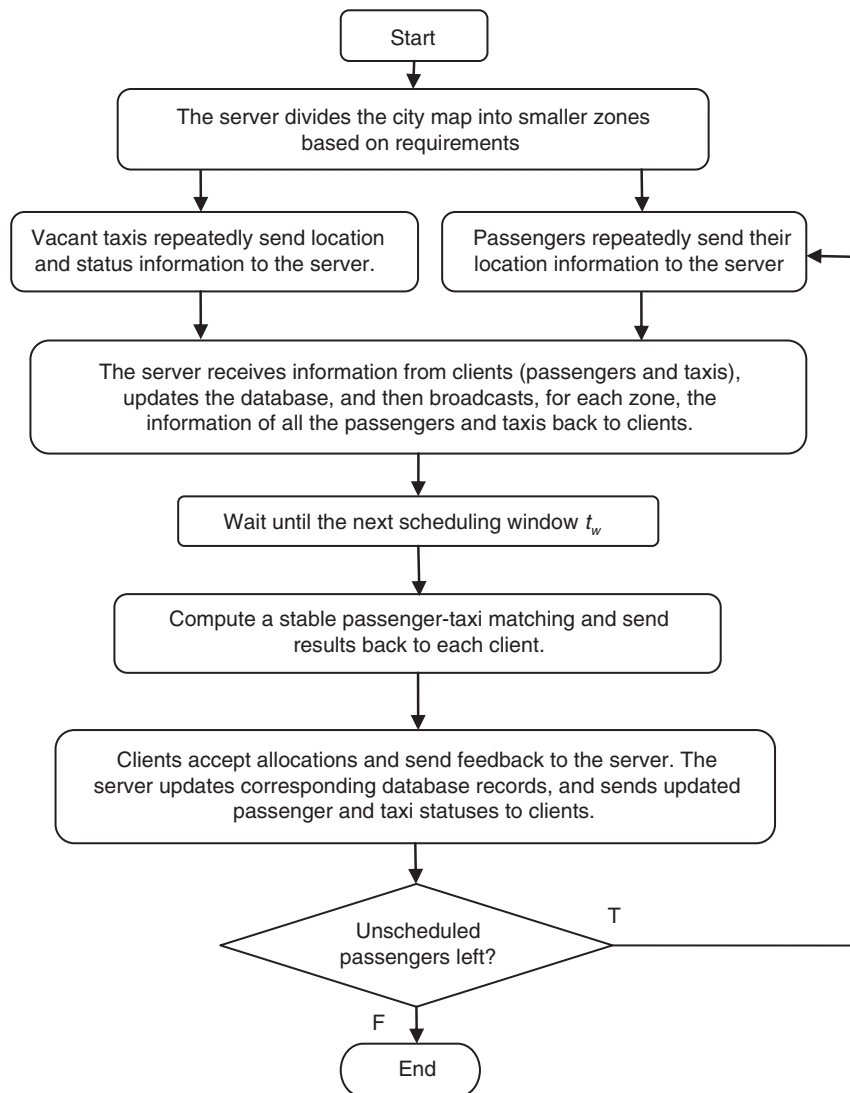 Start
The server divides the city map into smaller zones
based on requirements
Vacant taxis repeatedly send location
and status information to the server.
Passengers repeatedly send their
location information to the server
The server receives information from clients (passengers and taxis),
updates the database, and then broadcasts, for each zone, the
information of all the passengers and taxis back to clients.
Wait until the next scheduling window t_w
Compute a stable passenger-taxi matching and send
results back to each client.
Clients accept allocations and send feedback to the server. The
server updates corresponding database records, and sends updated
passenger and taxi statuses to clients.
T
Unscheduled
passengers left?
F
End